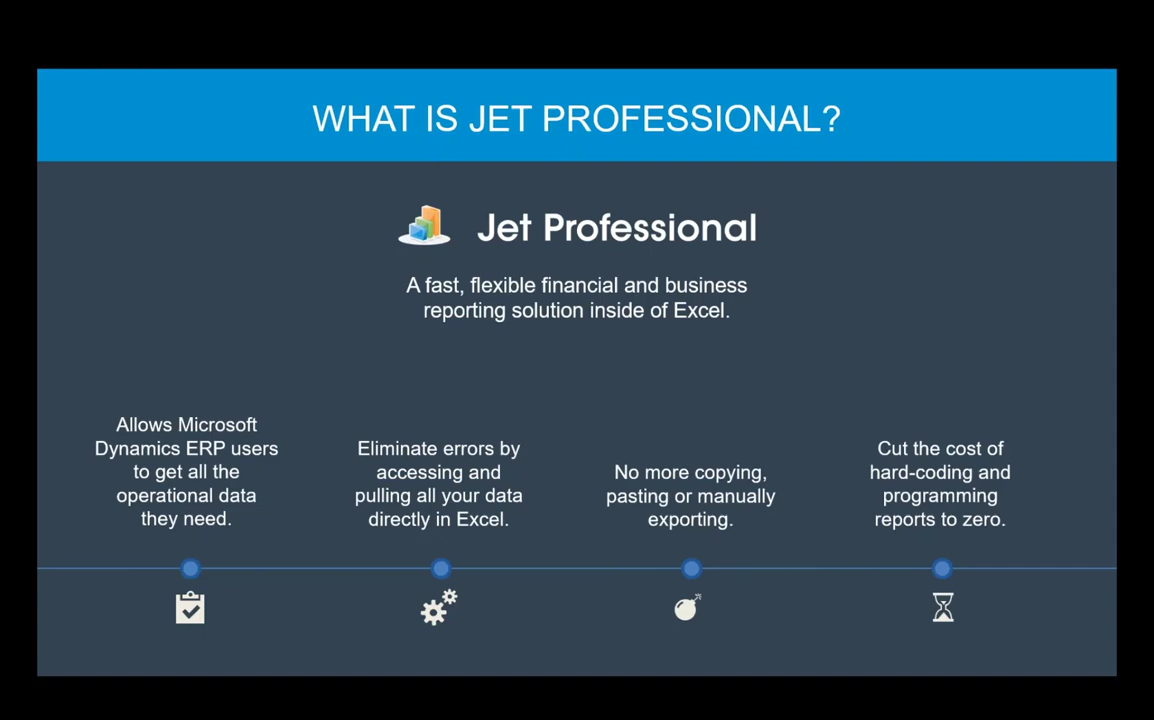 WHAT IS JET PROFESSIONAL?
Jet Professional
A fast, flexible financial and business
reporting solution inside of Excel.
Allows Microsoft
Dynamics ERP users
to get all the
operational data
they need.
Eliminate errors by
accessing and
pulling all your data
directly in Excel.
No more copying,
pasting or manually
exporting.
Cut the cost of
hard-coding and
programming
reports to zero.